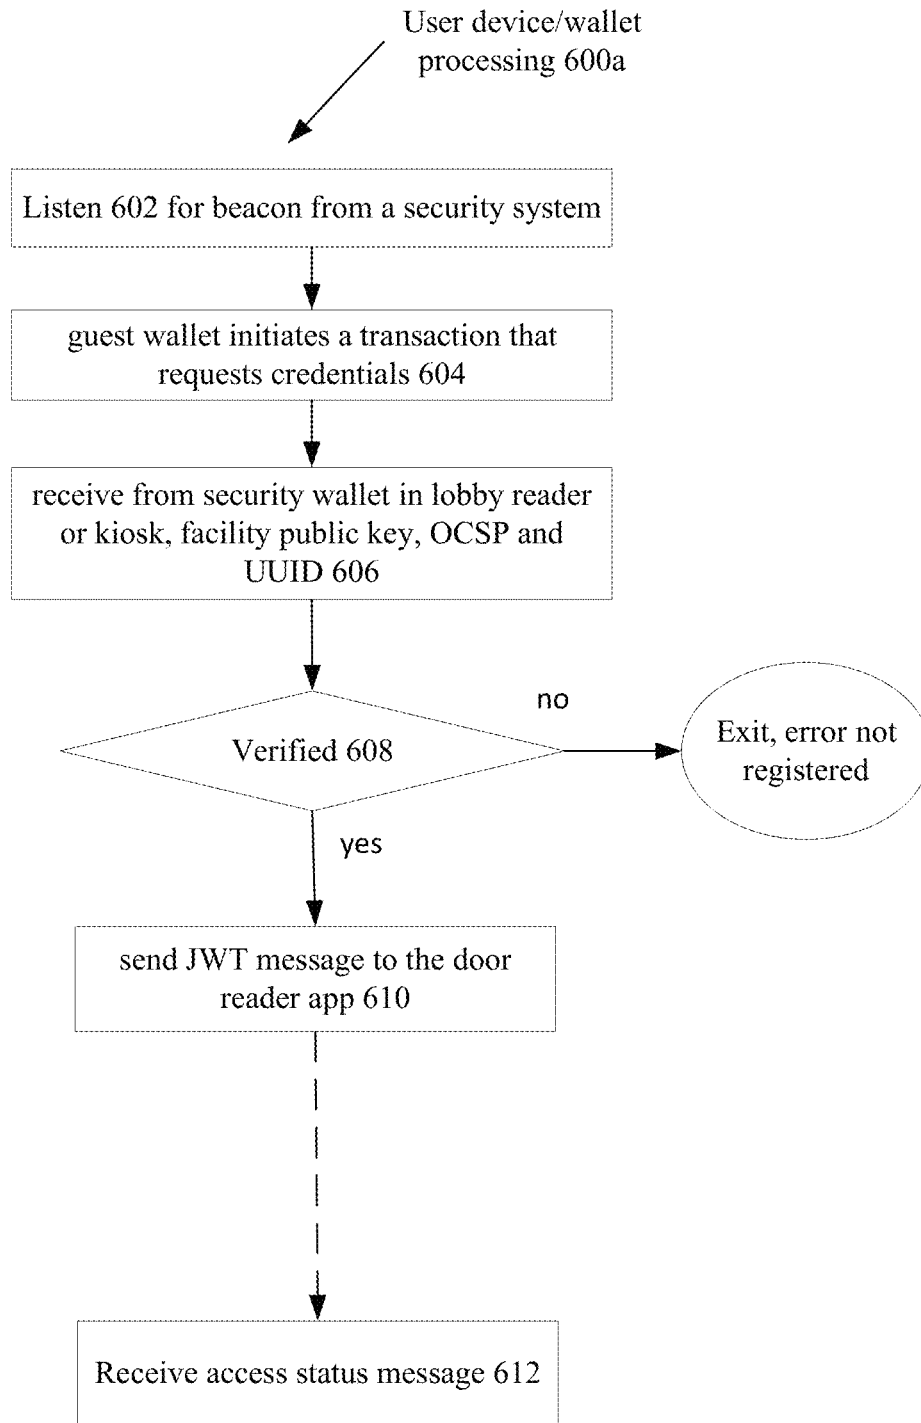 User device/wallet
processing 600a
Listen 602 for beacon from a security system
guest wallet initiates a transaction that
requests credentials 604
receive from security wallet in lobby reader
or kiosk, facility public key, OCSP and
UUID 606
Verified 608
no
Exit, error not
registered
yes
send JWT message to the door
reader app 610
Receive access status message 612